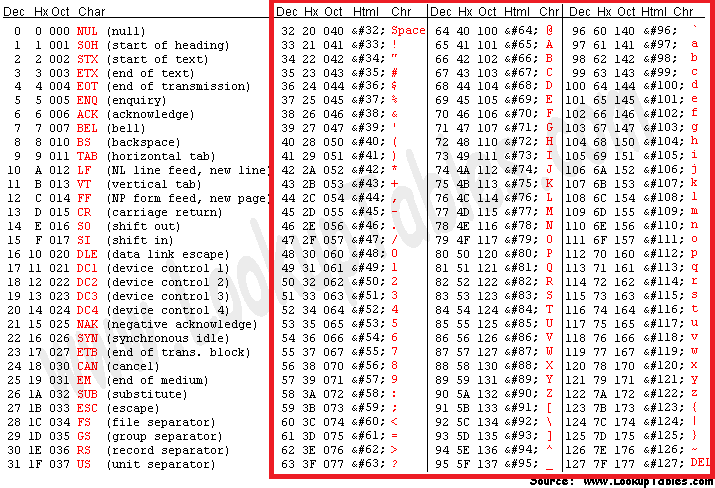 Dec Hx Oct Char Dec Hx Oct Html Chr Dec Hx Oct Html Chr Dec Hx Oct Html Chr
0 0 000 NUL (null) 32 20 040 &#32; Space 64 40 100 &#64; @ 96 60 140 &#96; `
1 1 001 SOH (start of heading) 33 21 041 &#33; ! 65 41 101 &#65; A 97 61 141 &#97; a
2 2 002 STX (start of text) 34 22 042 &#34; " 66 42 102 &#66; B 98 62 142 &#98; b
3 3 003 ETX (end of text) 35 23 043 &#35; # 67 43 103 &#67; C 99 63 143 &#99; c
4 4 004 EOT (end of transmission) 36 24 044 &#36; $ 68 44 104 &#68; D 100 64 144 &#100; d
5 5 005 ENQ (enquiry) 37 25 045 &#37; % 69 45 105 &#69; E 101 65 145 &#101; e
6 6 006 ACK (acknowledge) 38 26 046 &#38; & 70 46 106 &#70; F 102 66 146 &#102; f
7 7 007 BEL (bell) 39 27 047 &#39; ' 71 47 107 &#71; G 103 67 147 &#103; g
8 8 010 BS (backspace) 40 28 050 &#40; ( 72 48 110 &#72; H 104 68 150 &#104; h
9 9 011 TAB (horizontal tab) 41 29 051 &#41; ) 73 49 111 &#73; I 105 69 151 &#105; i
10 A 012 LF (NL line feed, new line) 42 2A 052 &#42; * 74 4A 112 &#74; J 106 6A 152 &#106; j
11 B 013 VT (vertical tab) 43 2B 053 &#43; + 75 4B 113 &#75; K 107 6B 153 &#107; k
12 C 014 FF (NP form feed, new page) 44 2C 054 &#44; , 76 4C 114 &#76; L 108 6C 154 &#108; l
13 D 015 CR (carriage return) 45 2D 055 &#45; - 77 4D 115 &#77; M 109 6D 155 &#109; m
14 E 016 SO (shift out) 46 2E 056 &#46; . 78 4E 116 &#78; N 110 6E 156 &#110; n
15 F 017 SI (shift in) 47 2F 057 &#47; / 79 4F 117 &#79; O 111 6F 157 &#111; o
16 10 020 DLE (data link escape) 48 30 060 &#48; 0 80 50 120 &#80; P 112 70 160 &#112; p
17 11 021 DC1 (device control 1) 49 31 061 &#49; 1 81 51 121 &#81; Q 113 71 161 &#113; q
18 12 022 DC2 (device control 2) 50 32 062 &#50; 2 82 52 122 &#82; R 114 72 162 &#114; r
19 13 023 DC3 (device control 3) 51 33 063 &#51; 3 83 53 123 &#83; S 115 73 163 &#115; s
20 14 024 DC4 (device control 4) 52 34 064 &#52; 4 84 54 124 &#84; T 116 74 164 &#116; t
21 15 025 NAK (negative acknowledge) 53 35 065 &#53; 5 85 55 125 &#85; U 117 75 165 &#117; u
22 16 026 SYN (synchronous idle) 54 36 066 &#54; 6 86 56 126 &#86; V 118 76 166 &#118; v
23 17 027 ETB (end of trans. block) 55 37 067 &#55; 7 87 57 127 &#87; W 119 77 167 &#119; w
24 18 030 CAN (cancel) 56 38 070 &#56; 8 88 58 130 &#88; X 120 78 170 &#120; x
25 19 031 EM (end of medium) 57 39 071 &#57; 9 89 59 131 &#89; Y 121 79 171 &#121; y
26 1A 032 SUB (substitute) 58 3A 072 &#58; : 90 5A 132 &#90; Z 122 7A 172 &#122; z
27 1B 033 ESC (escape) 59 3B 073 &#59; ; 91 5B 133 &#91; [ 123 7B 173 &#123; {
28 1C 034 FS (file separator) 60 3C 074 &#60; < 92 5C 134 &#92; \ 124 7C 174 &#124; |
29 1D 035 GS (group separator) 61 3D 075 &#61; = 93 5D 135 &#93; ] 125 7D 175 &#125; }
30 1E 036 RS (record separator) 62 3E 076 &#62; > 94 5E 136 &#94; ^ 126 7E 176 &#126; ~
31 1F 037 US (unit separator) 63 3F 077 &#63; ? 95 5F 137 &#95; _ 127 7F 177 &#127; DEL
Source: www.LookupTables.com
www.LookupTables.com